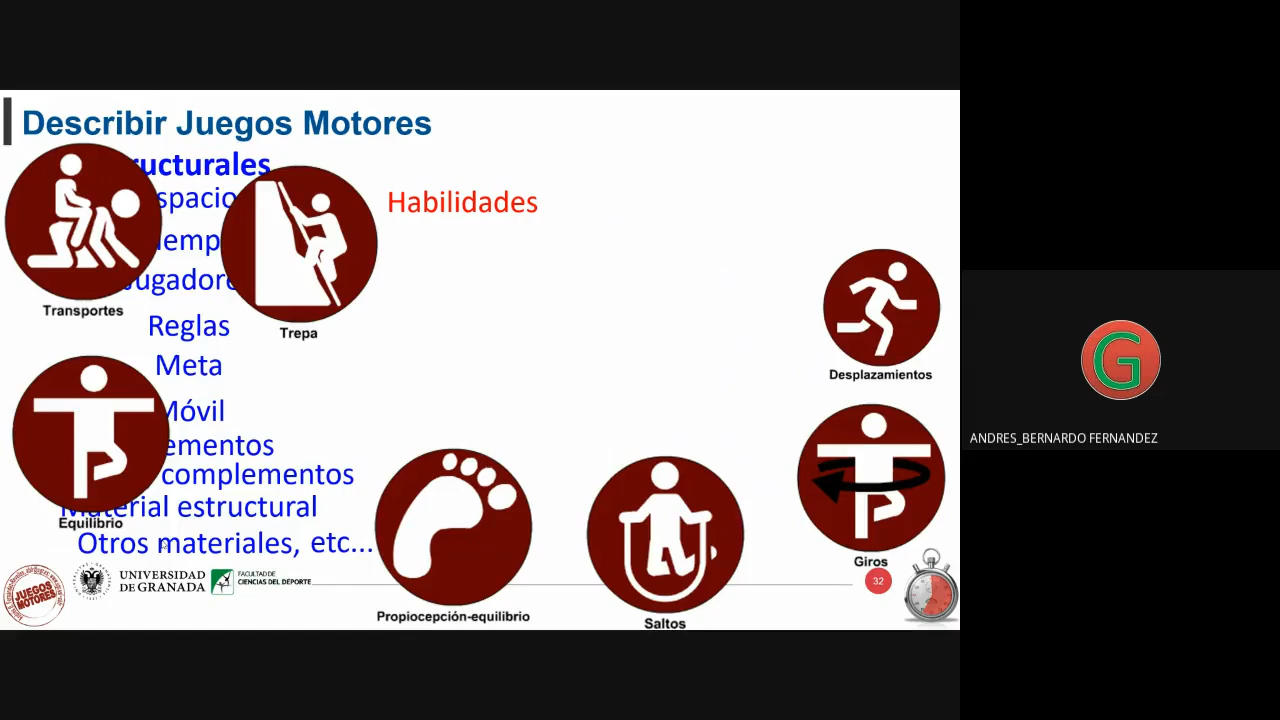 Describir Juegos Motores
ructurales
spacio
Habilidades
iemp
Jugadore
Transportes
Trepa
Reglas
Meta
Desplazamientos
Móvil
ementos
complementos
Material estructural
Equilibrio
Otros materiales, etc...
Giros
UNIVERSIDAD
DE GRANADA
FACULTAD DE
CIENCIAS DEL DEPORTE
32
JUEGOS
MOTORES
Propiocepción-equilibrio
Saltos
G
ANDRES_BERNARDO FERNANDEZ